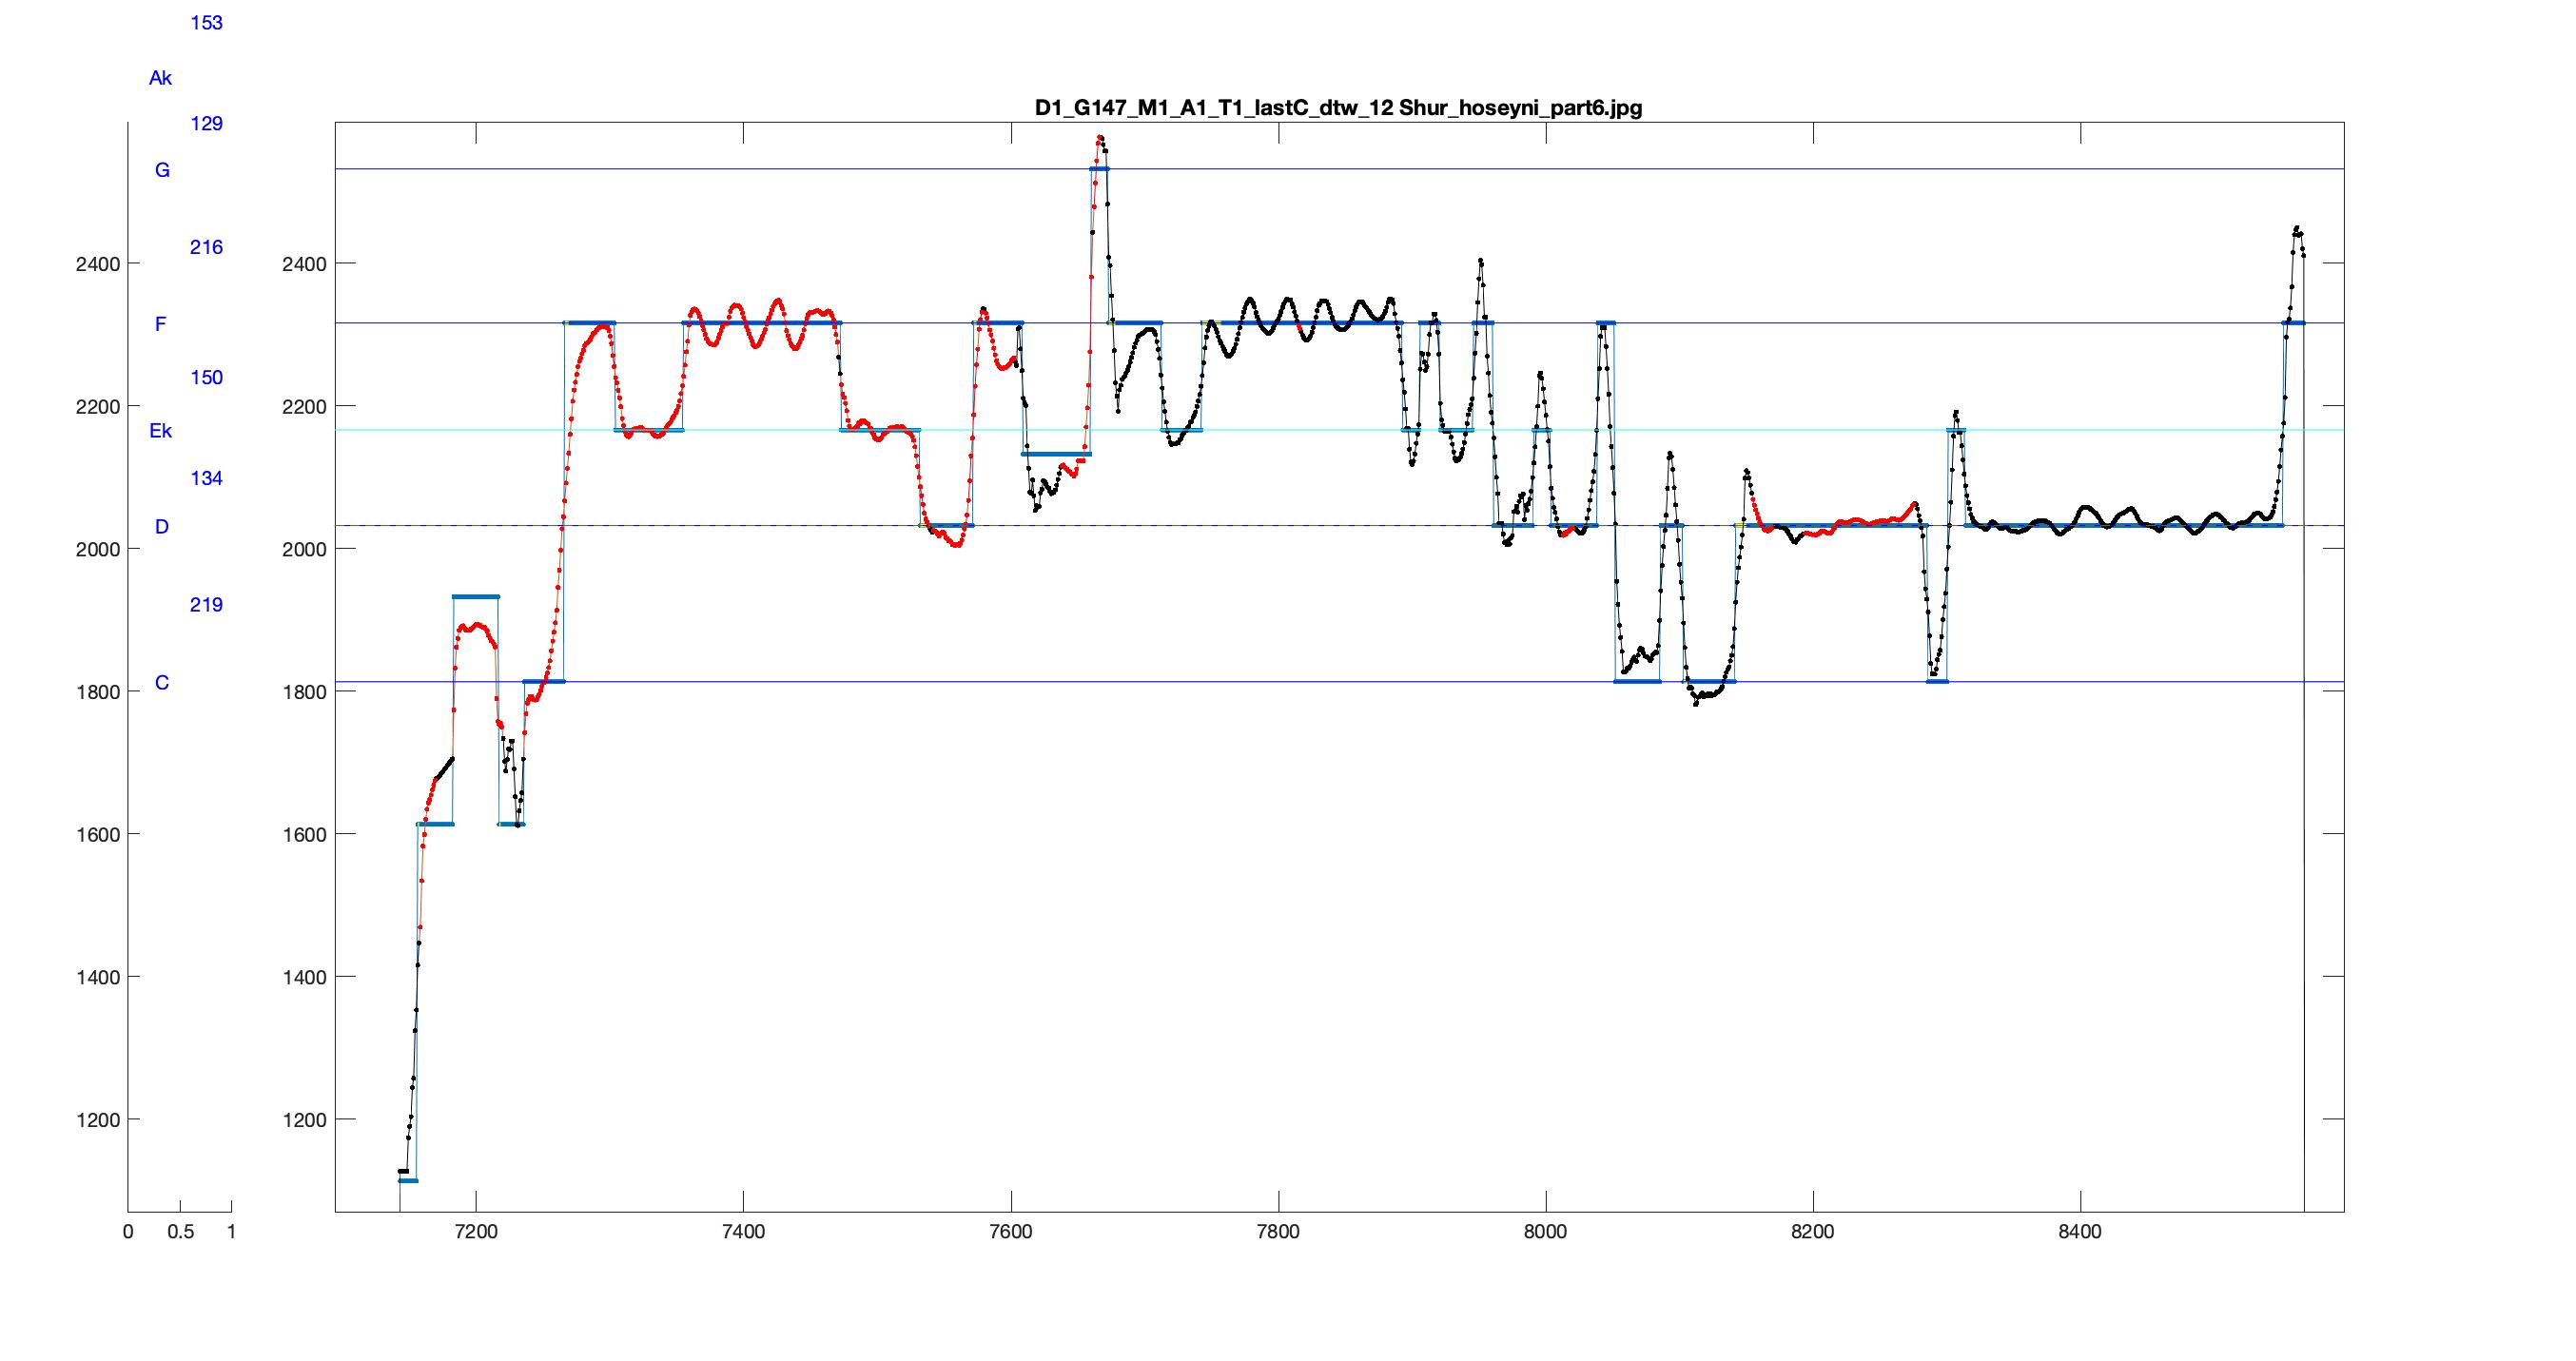 153
Ak
D1_G147_M1_A1_T1_lastC_dtw_12 Shur_hoseyni_part6.jpg
129
G
216
2400 2400
F
150
2200 2200
Ek
134
D
2000 2000
219
C
1800 1800
1600 1600
1400 1400
1200 1200
0 0.5 1 7200 7400 7600 7800 8000 8200 8400